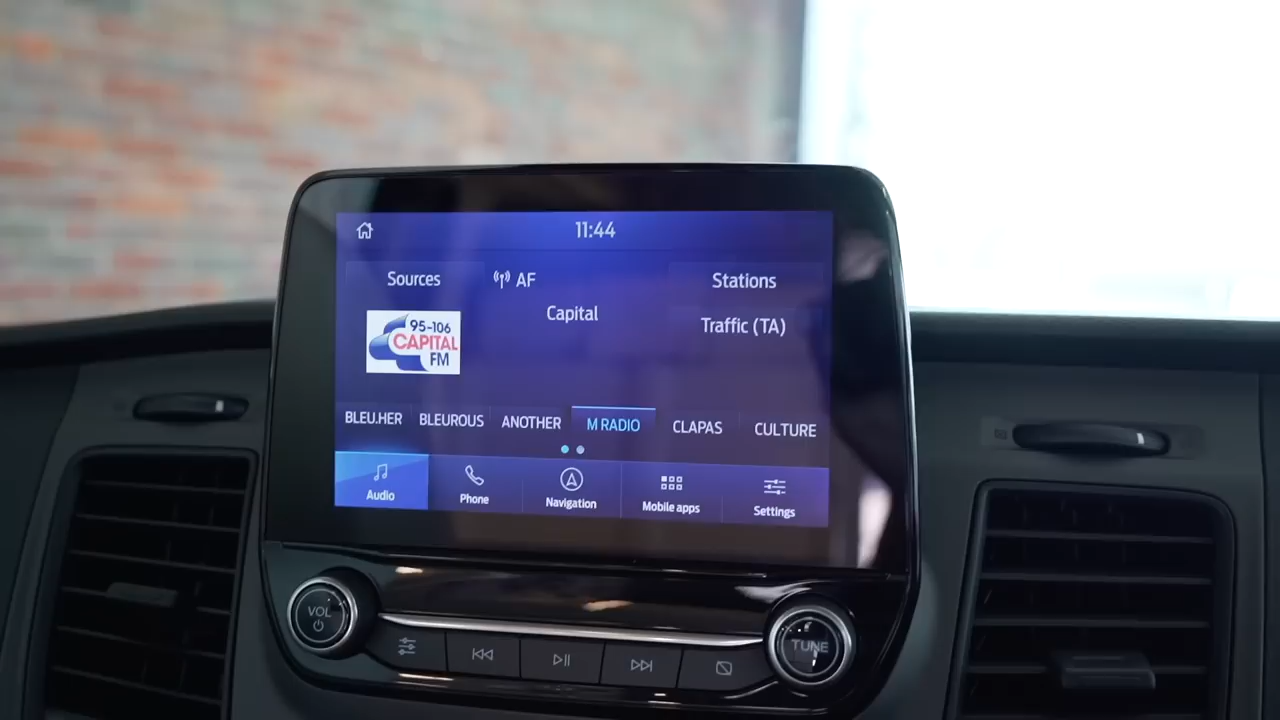 11:44
Sources
AF
Stations
Capital
Traffic (TA)
95-106
CAPITAL
FM
BLEU.HER BLEUROUS ANOTHER M RADIO CLAPAS CULTURE
Audio Phone Navigation Mobile apps Settings
VOL
TUNE